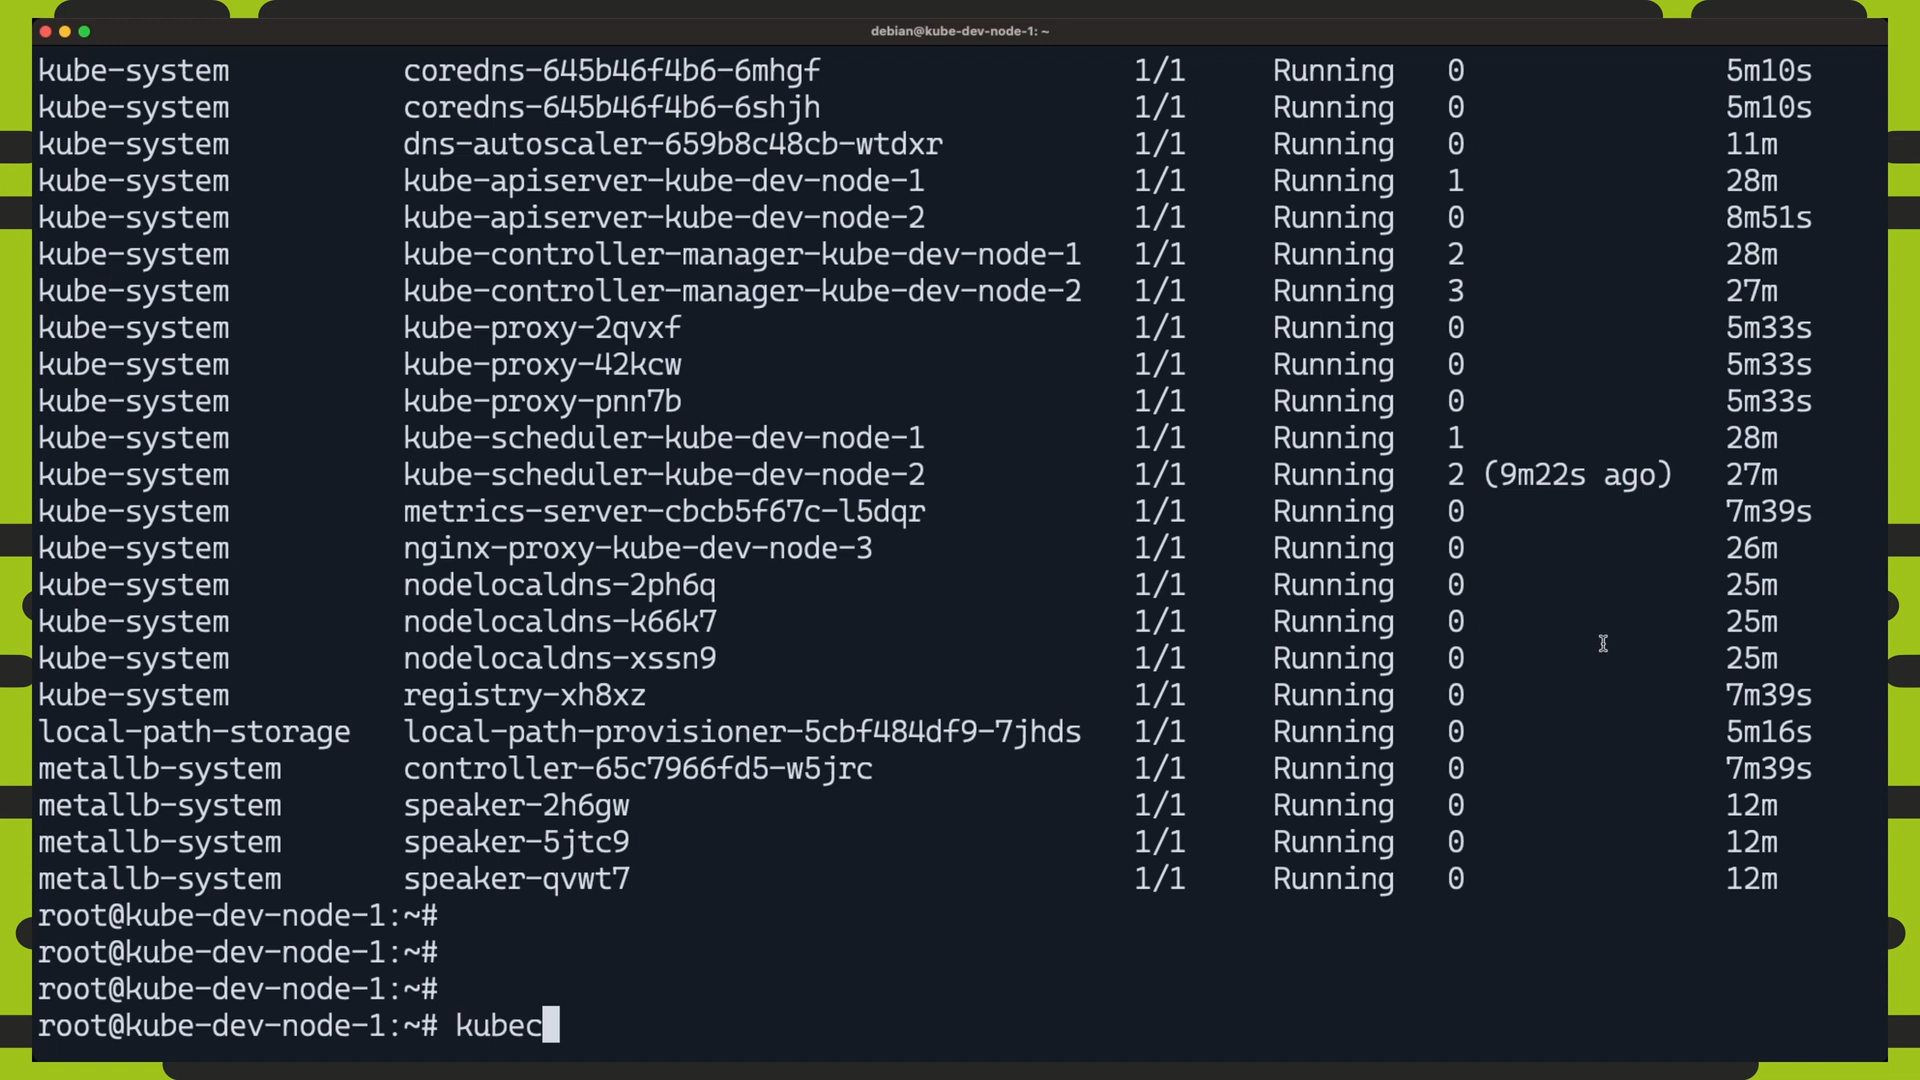 debian@kube-dev-node-1: ~
kube-system coredns-645b46f4b6-6mhgf 1/1 Running 0 5m10s
kube-system coredns-645b46f4b6-6shjh 1/1 Running 0 5m10s
kube-system dns-autoscaler-659b8c48cb-wtdxr 1/1 Running 0 11m
kube-system kube-apiserver-kube-dev-node-1 1/1 Running 1 28m
kube-system kube-apiserver-kube-dev-node-2 1/1 Running 0 8m51s
kube-system kube-controller-manager-kube-dev-node-1 1/1 Running 2 28m
kube-system kube-controller-manager-kube-dev-node-2 1/1 Running 3 27m
kube-system kube-proxy-2qvxf 1/1 Running 0 5m33s
kube-system kube-proxy-42kcw 1/1 Running 0 5m33s
kube-system kube-proxy-pnn7b 1/1 Running 0 5m33s
kube-system kube-scheduler-kube-dev-node-1 1/1 Running 1 28m
kube-system kube-scheduler-kube-dev-node-2 1/1 Running 2 (9m22s ago) 27m
kube-system metrics-server-cbcb5f67c-l5dqr 1/1 Running 0 7m39s
kube-system nginx-proxy-kube-dev-node-3 1/1 Running 0 26m
kube-system nodelocaldns-2ph6q 1/1 Running 0 25m
kube-system nodelocaldns-k66k7 1/1 Running 0 25m
kube-system nodelocaldns-xssn9 1/1 Running 0 25m
kube-system registry-xh8xz 1/1 Running 0 7m39s
local-path-storage local-path-provisioner-5cbf484df9-7jhds 1/1 Running 0 5m16s
metallb-system controller-65c7966fd5-w5jrc 1/1 Running 0 7m39s
metallb-system speaker-2h6gw 1/1 Running 0 12m
metallb-system speaker-5jtc9 1/1 Running 0 12m
metallb-system speaker-qvwt7 1/1 Running 0 12m
root@kube-dev-node-1:~#
root@kube-dev-node-1:~#
root@kube-dev-node-1:~#
root@kube-dev-node-1:~# kubec